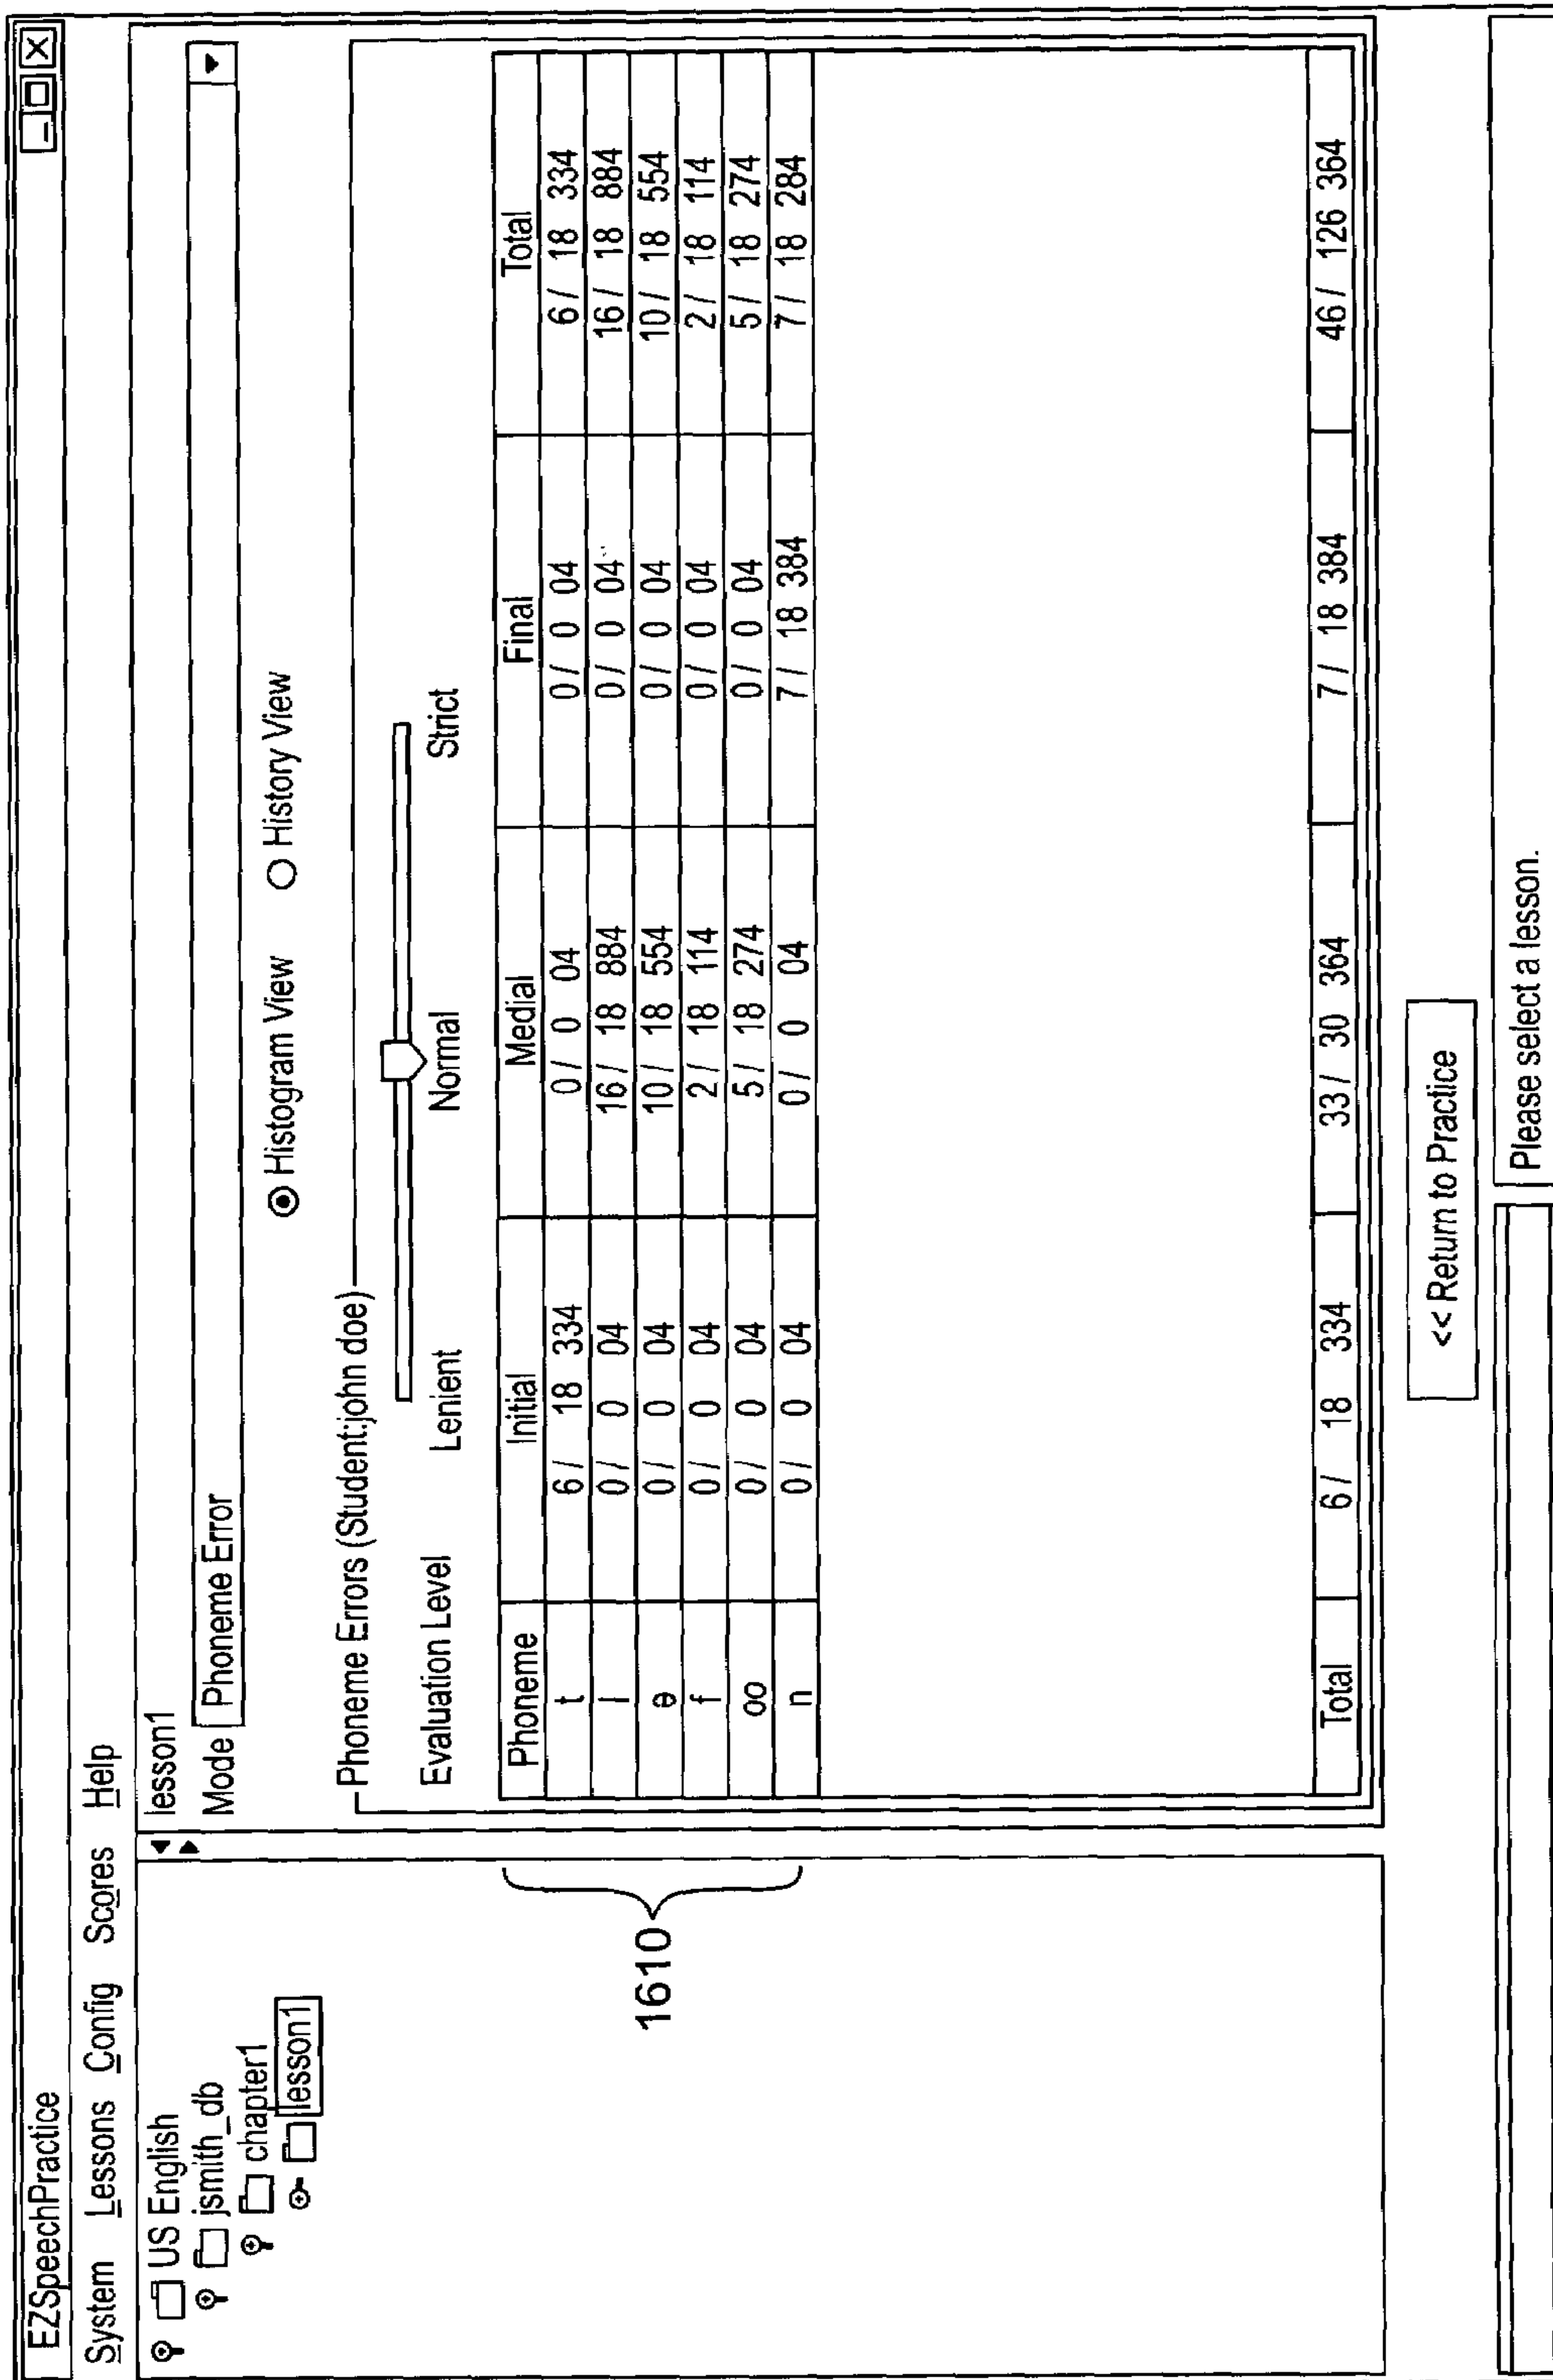 EZSpeechPractice
System Lessons Config Scores Help
US English
jsmith_db
chapter1
lesson1
1610
lesson1
Mode Phoneme Error
Histogram View History View
Phoneme Errors (Student:john doe)
Evaluation Level Lenient Normal Strict
Phoneme Initial Medial Final Total
t 6/ 18 334 0/ 0 04 0/ 0 04 6/ 18 334
l 0/ 0 04 16/ 18 884 0/ 0 04 16/ 18 884
ɘ 0/ 0 04 10/ 18 554 0/ 0 04 10/ 18 554
f 0/ 0 04 2/ 18 114 0/ 0 04 2/ 18 114
oo 0/ 0 04 5/ 18 274 0/ 0 04 5/ 18 274
n 0/ 0 04 0/ 0 04 7/ 18 384 7/ 18 284
Total 6/ 18 334 33/ 30 364 7/ 18 384 46/ 126 364
<< Return to Practice
Please select a lesson.